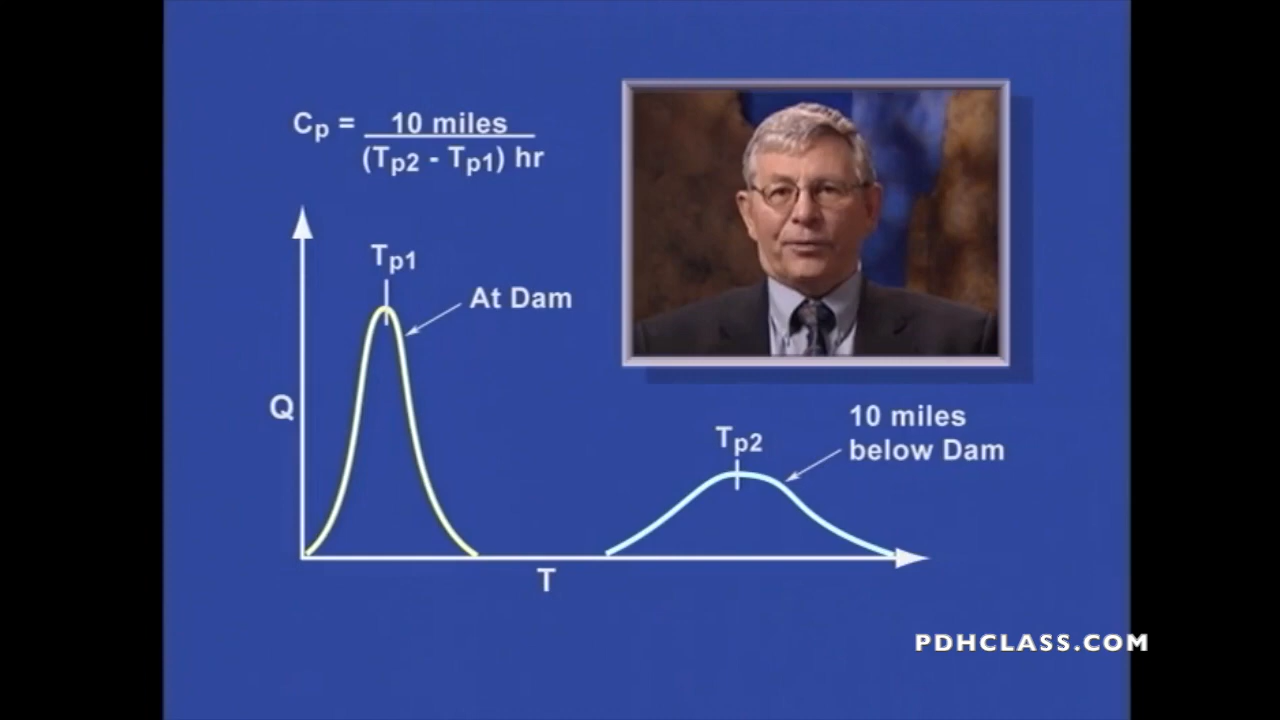 Cp = 10 miles
(Tp2 - Tp1) hr
Tp1
At Dam
Q
10 miles
below Dam
Tp2
T
PDHCLASS.COM